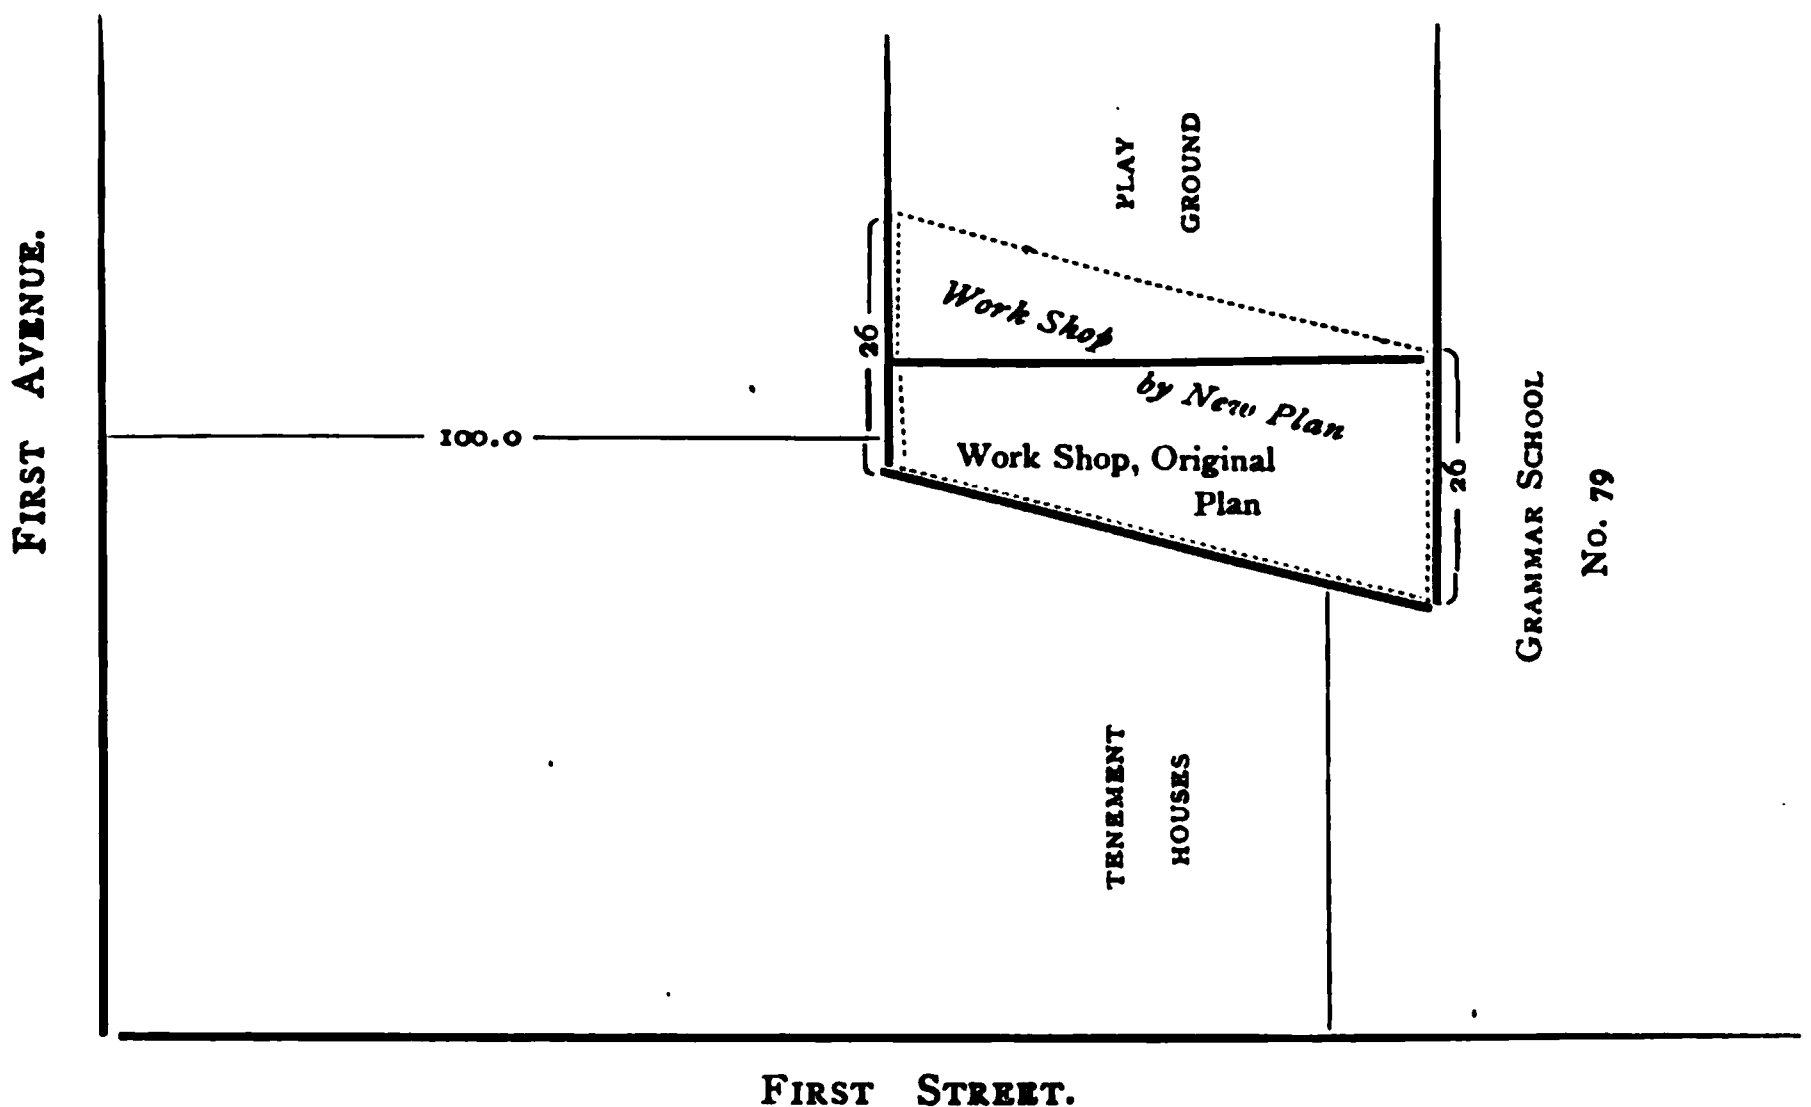 FIRST AVENUE.
100.0
26
PLAY
GROUND
Work Shop
by New Plan
Work Shop, Original
Plan
26
GRAMMAR SCHOOL
No. 79
TENEMENT
HOUSES
FIRST STREET.